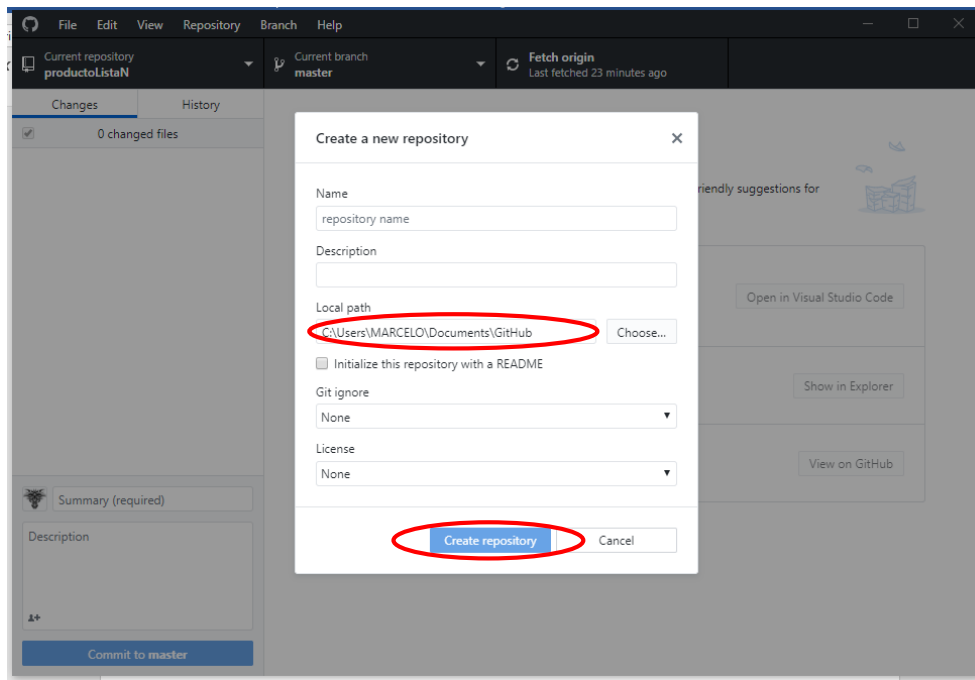 File Edit View Repository Branch Help
Current repository
productoListaN
Current branch
master
Fetch origin
Last fetched 23 minutes ago
Changes History
0 changed files
Create a new repository
riendly suggestions for
Name
repository name
Description
Open in Visual Studio Code
Local path
C:\Users\MARCELO\Documents\GitHub Choose...
Initialize this repository with a README
Show in Explorer
Git ignore
None
License
View on GitHub
None
Summary (required)
Description
Create repository Cancel
Commit to master